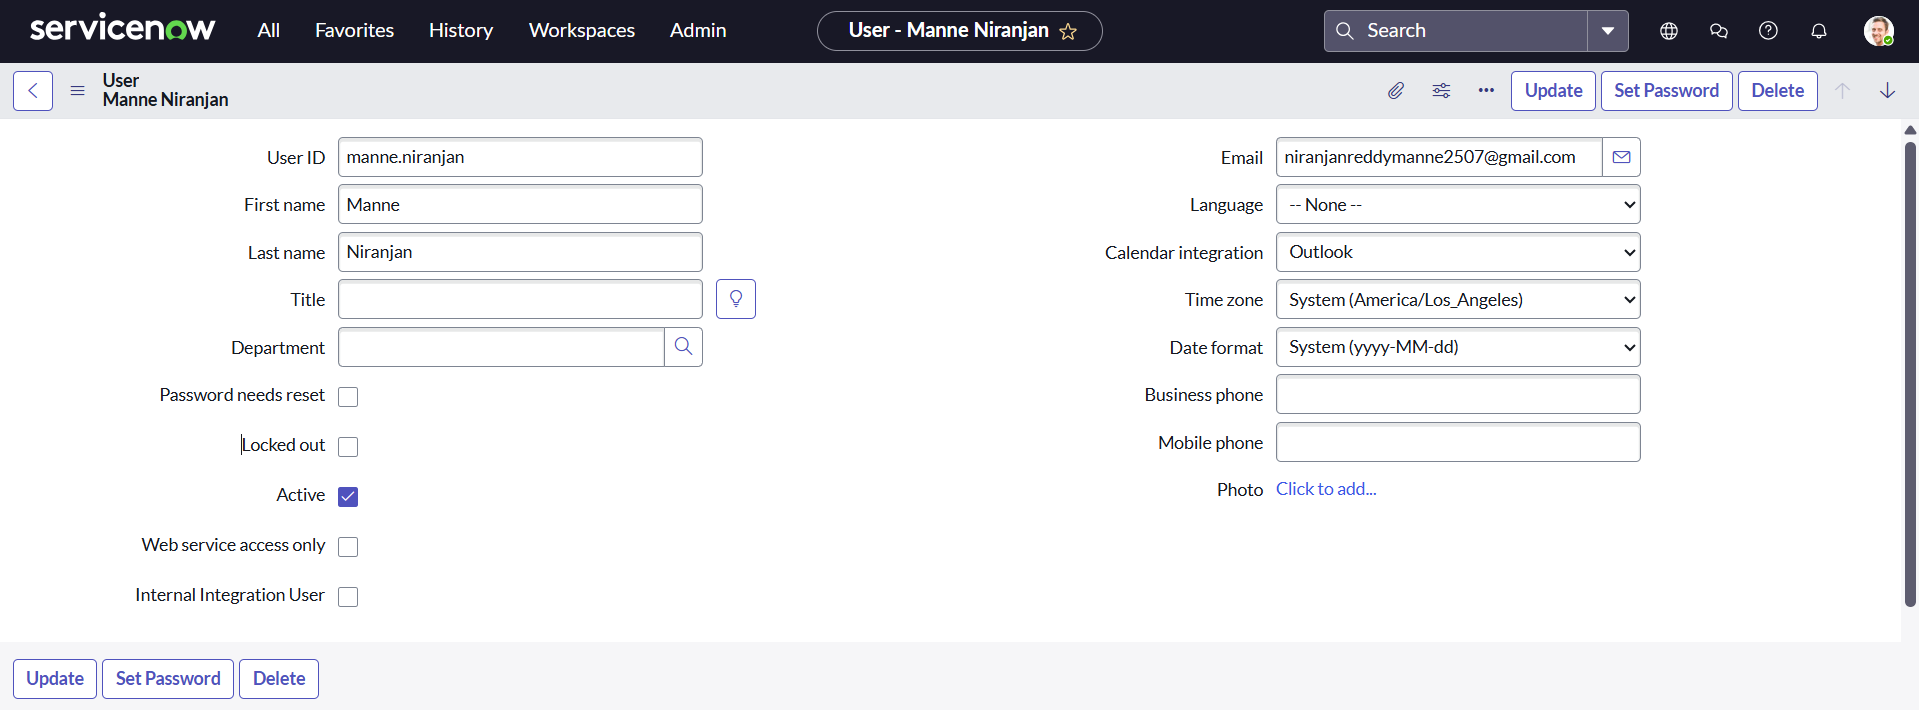 servicenow All Favorites History Workspaces Admin User - Manne Niranjan Search
User
Manne Niranjan
Update Set Password Delete
User ID manne.niranjan
First name Manne
Last name Niranjan
Title
Department
Password needs reset
Locked out
Active
Web service access only
Internal Integration User
Email niranjanreddymanne2507@gmail.com
Language -- None --
Calendar integration Outlook
Time zone System (America/Los_Angeles)
Date format System (yyyy-MM-dd)
Business phone
Mobile phone
Photo Click to add...
Update Set Password Delete